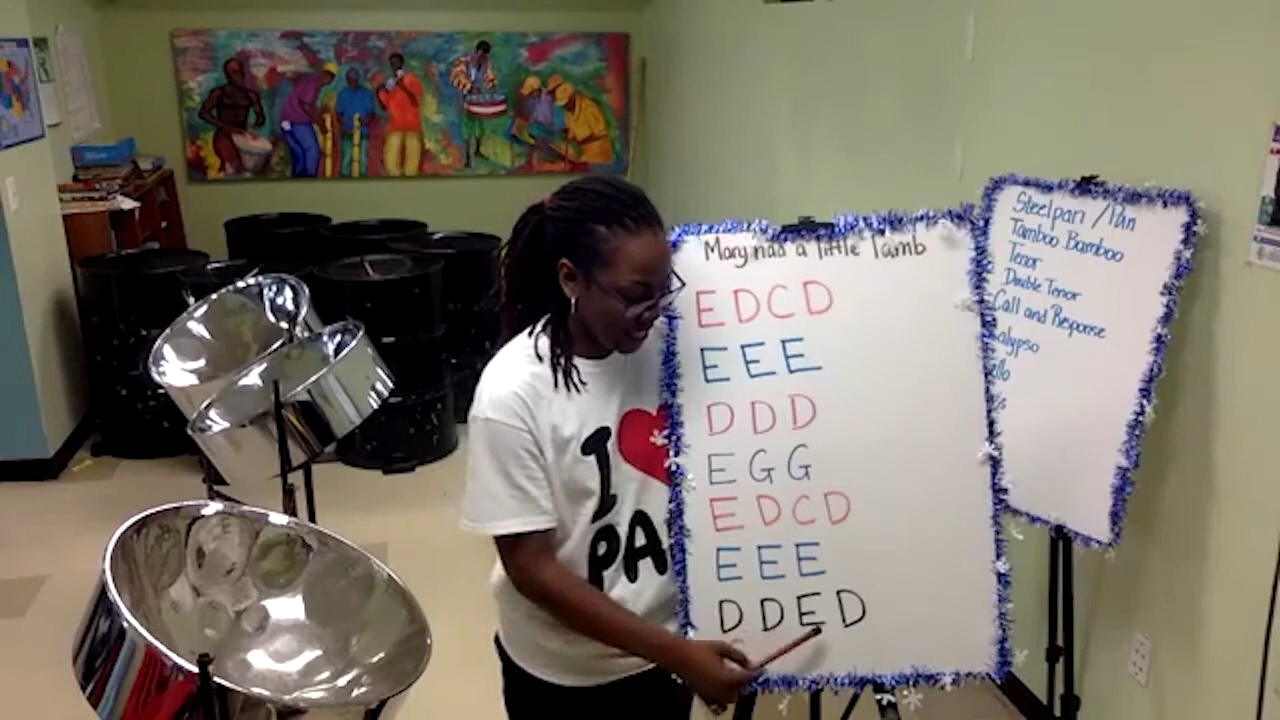 Mary had a little lamb
EDCD
EEE
DDD
EGG
EDCD
EEE
DDED
Steelpan / Pan
Tamboo Bamboo
Tenor
Double Tenor
Call and Response
alypso
I
PA